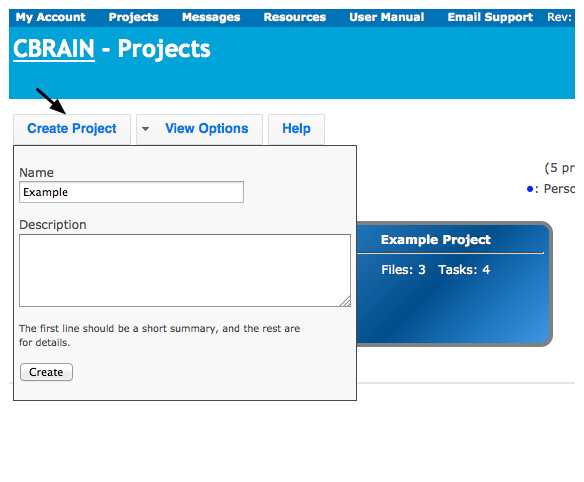 My Account Projects Messages Resources User Manual Email Support Rev:
CBRAIN - Projects
Create Project View Options Help
(5 pr
: Perso
Name
Example
Description
Example Project
Files: 3 Tasks: 4
The first line should be a short summary, and the rest are
for details.
Create